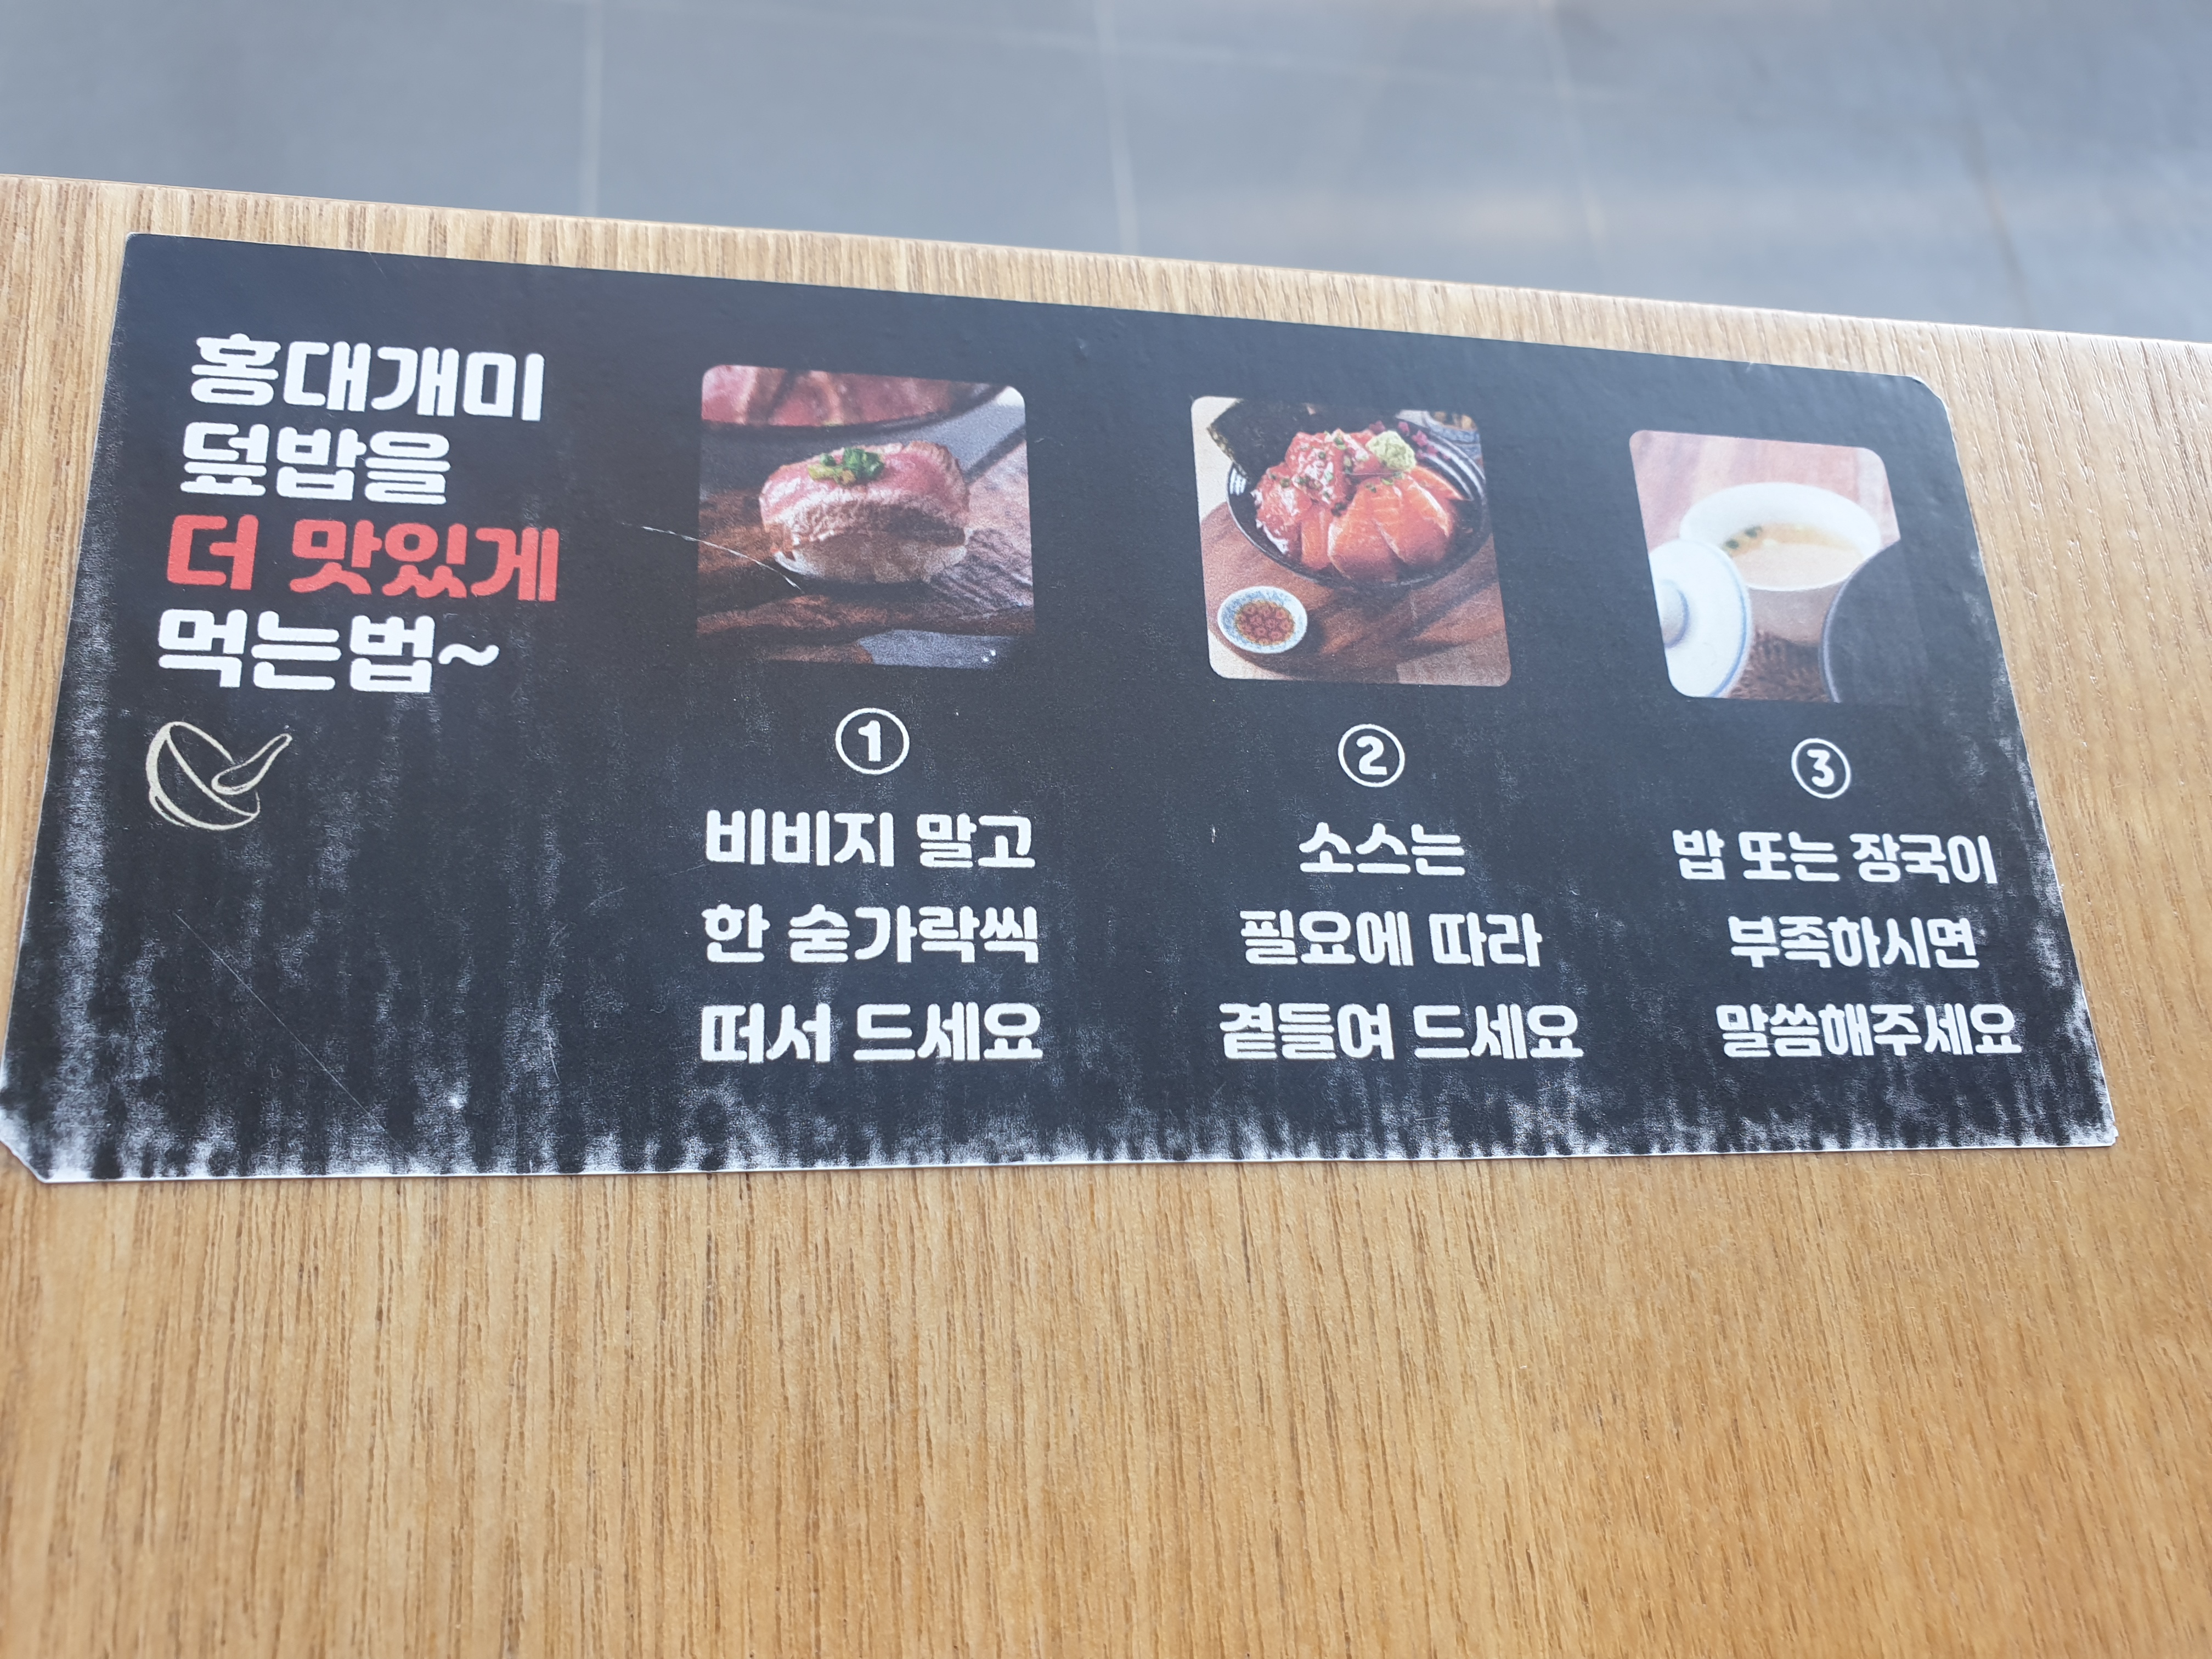 홍대개미
덮밥을
더 맛있게
먹는법~
①
비비지 말고
한 숟가락씩
떠서 드세요
②
소스는
필요에 따라
곁들여 드세요
③
밥 또는 장국이
부족하시면
말씀해주세요